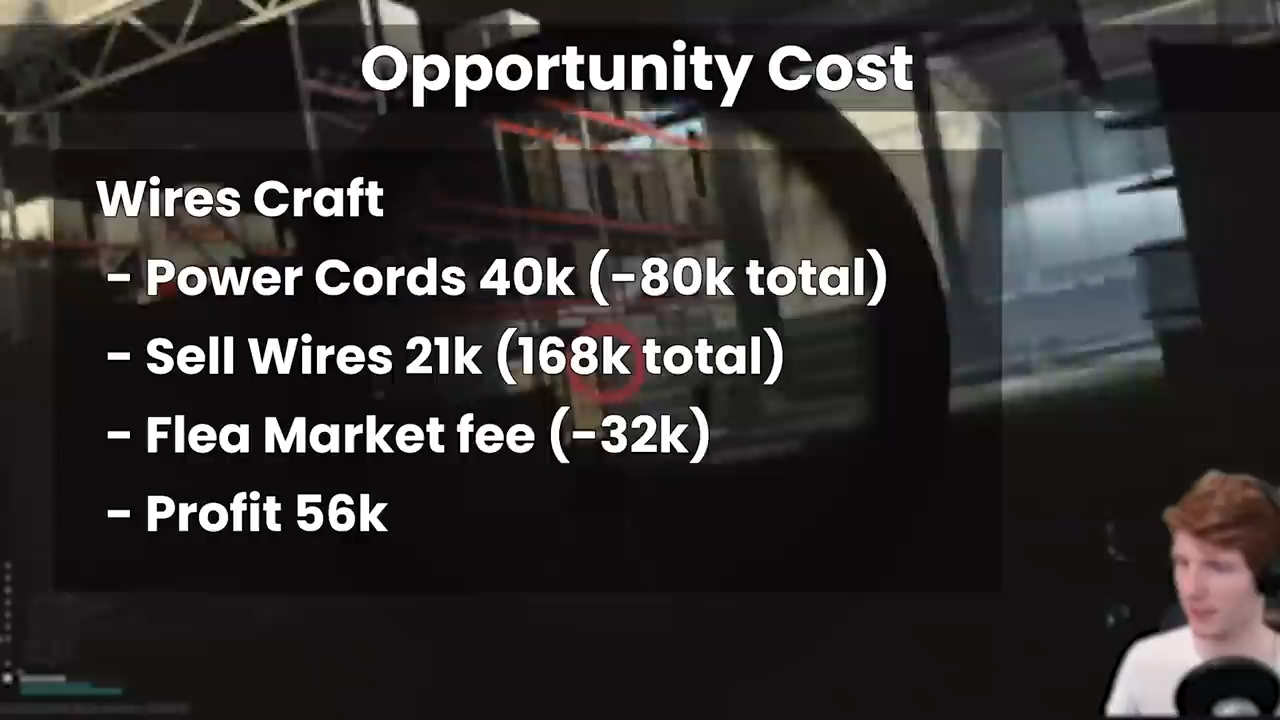 Opportunity Cost
Wires Craft
- Power Cords 40k (-80k total)
- Sell Wires 21k (168k total)
- Flea Market fee (-32k)
- Profit 56k